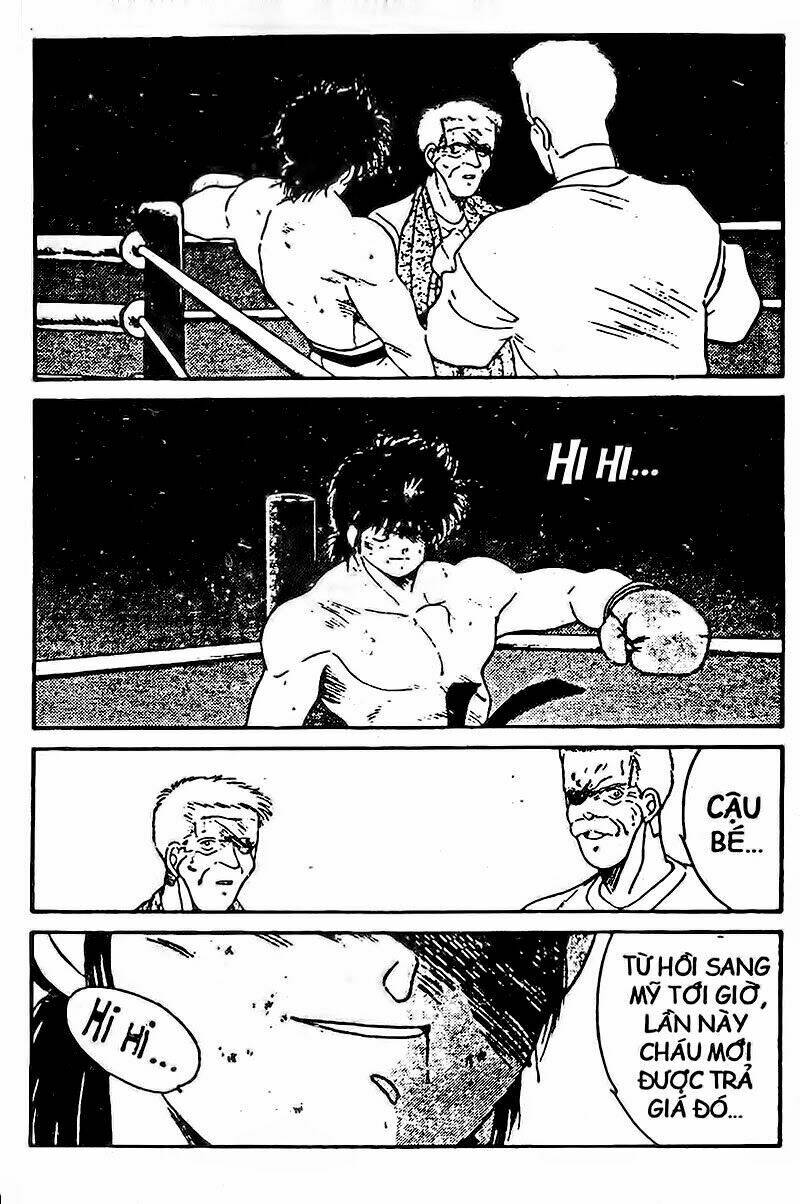 HI HI...
CẬU
BÉ...
HI HI...
TỪ HỒI SANG
MỸ TỚI GIỜ,
LẦN NÀY
CHÁU MỚI
ĐƯỢC TRẢ
GIÁ ĐÓ...